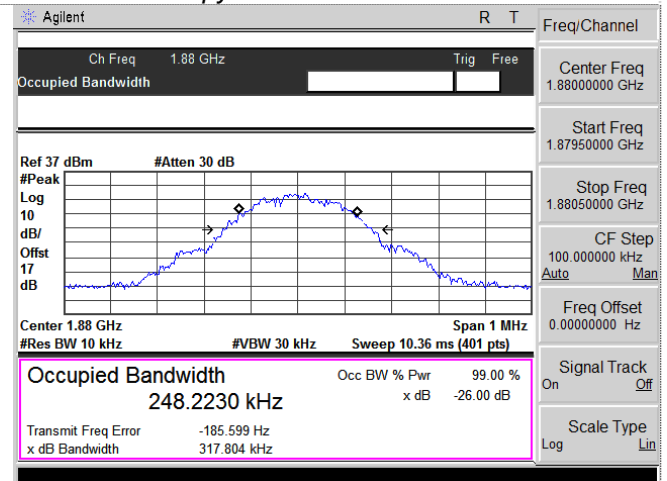 Agilent R T
Freq/Channel
Ch Freq 1.88 GHz Trig Free
Occupied Bandwidth
Center Freq
1.88000000 GHz
Start Freq
1.87950000 GHz
Stop Freq
1.88050000 GHz
CF Step
100.000000 kHz
Auto Man
Freq Offset
0.00000000 Hz
Signal Track
On Off
Scale Type
Log Lin
Ref 37 dBm #Atten 30 dB
#Peak
Log
10
dB/
Offst
17
dB
Center 1.88 GHz Span 1 MHz
#Res BW 10 kHz #VBW 30 kHz Sweep 10.36 ms (401 pts)
Occupied Bandwidth Occ BW % Pwr 99.00 %
248.2230 kHz x dB -26.00 dB
Transmit Freq Error -185.599 Hz
x dB Bandwidth 317.804 kHz